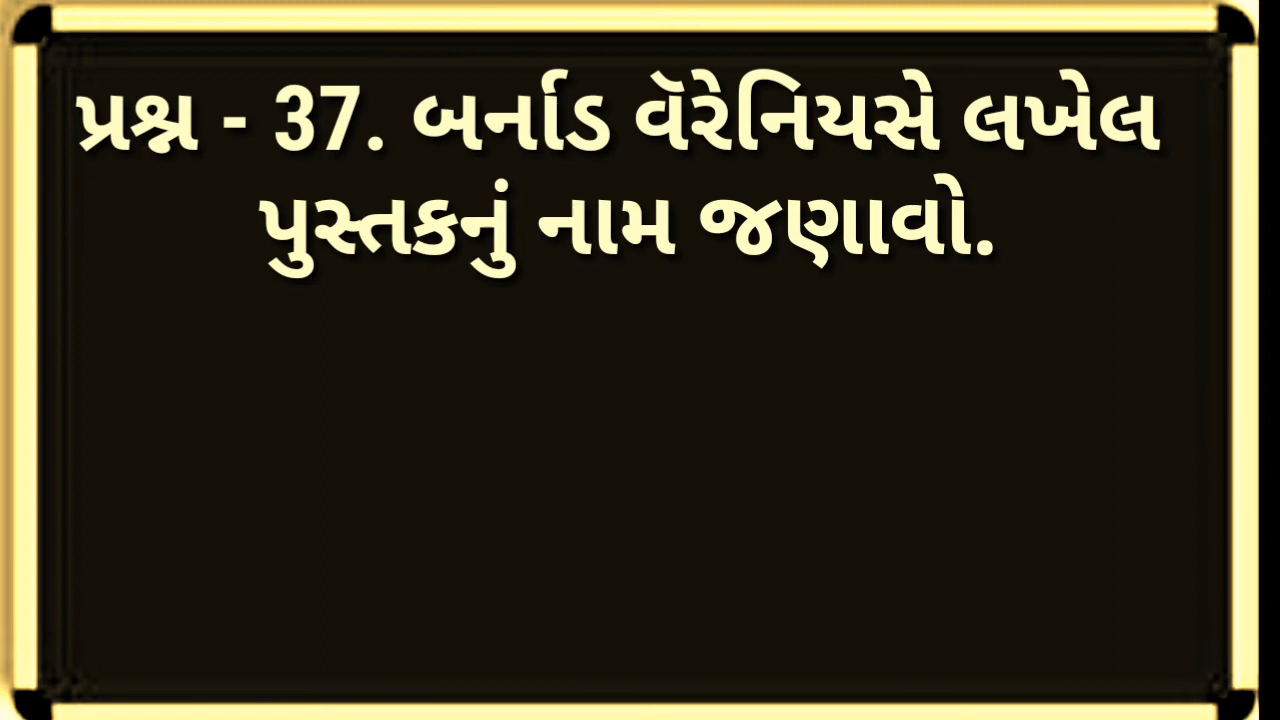 પ્રશ્ન - 37. બર્નાડ વૅરેનિયસે લખેલ
પુસ્તકનું નામ જણાવો.